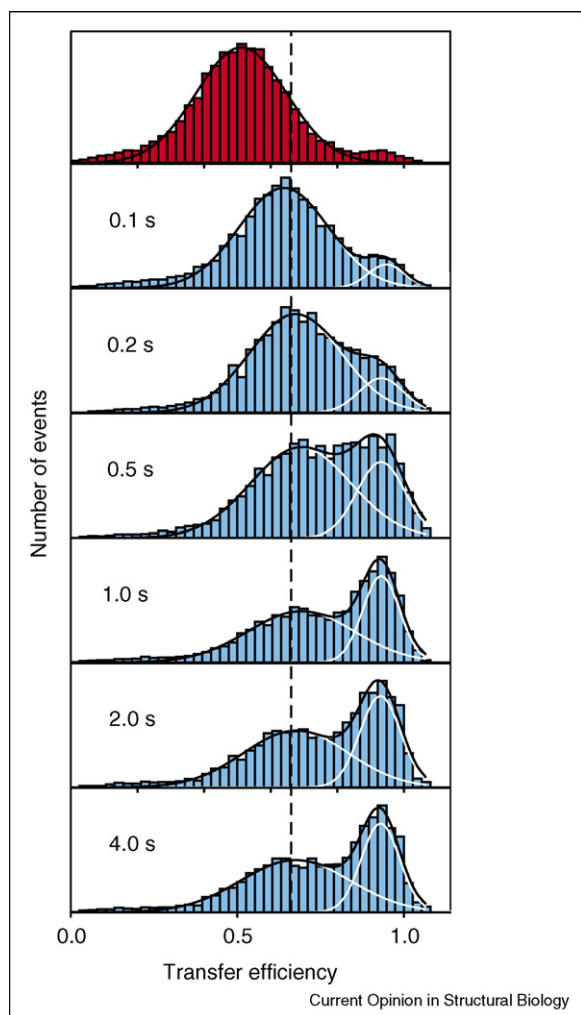 0.1 s
0.2 s
0.5 s
1.0 s
2.0 s
4.0 s
Number of events
0.0 0.5 1.0
Transfer efficiency
Current Opinion in Structural Biology